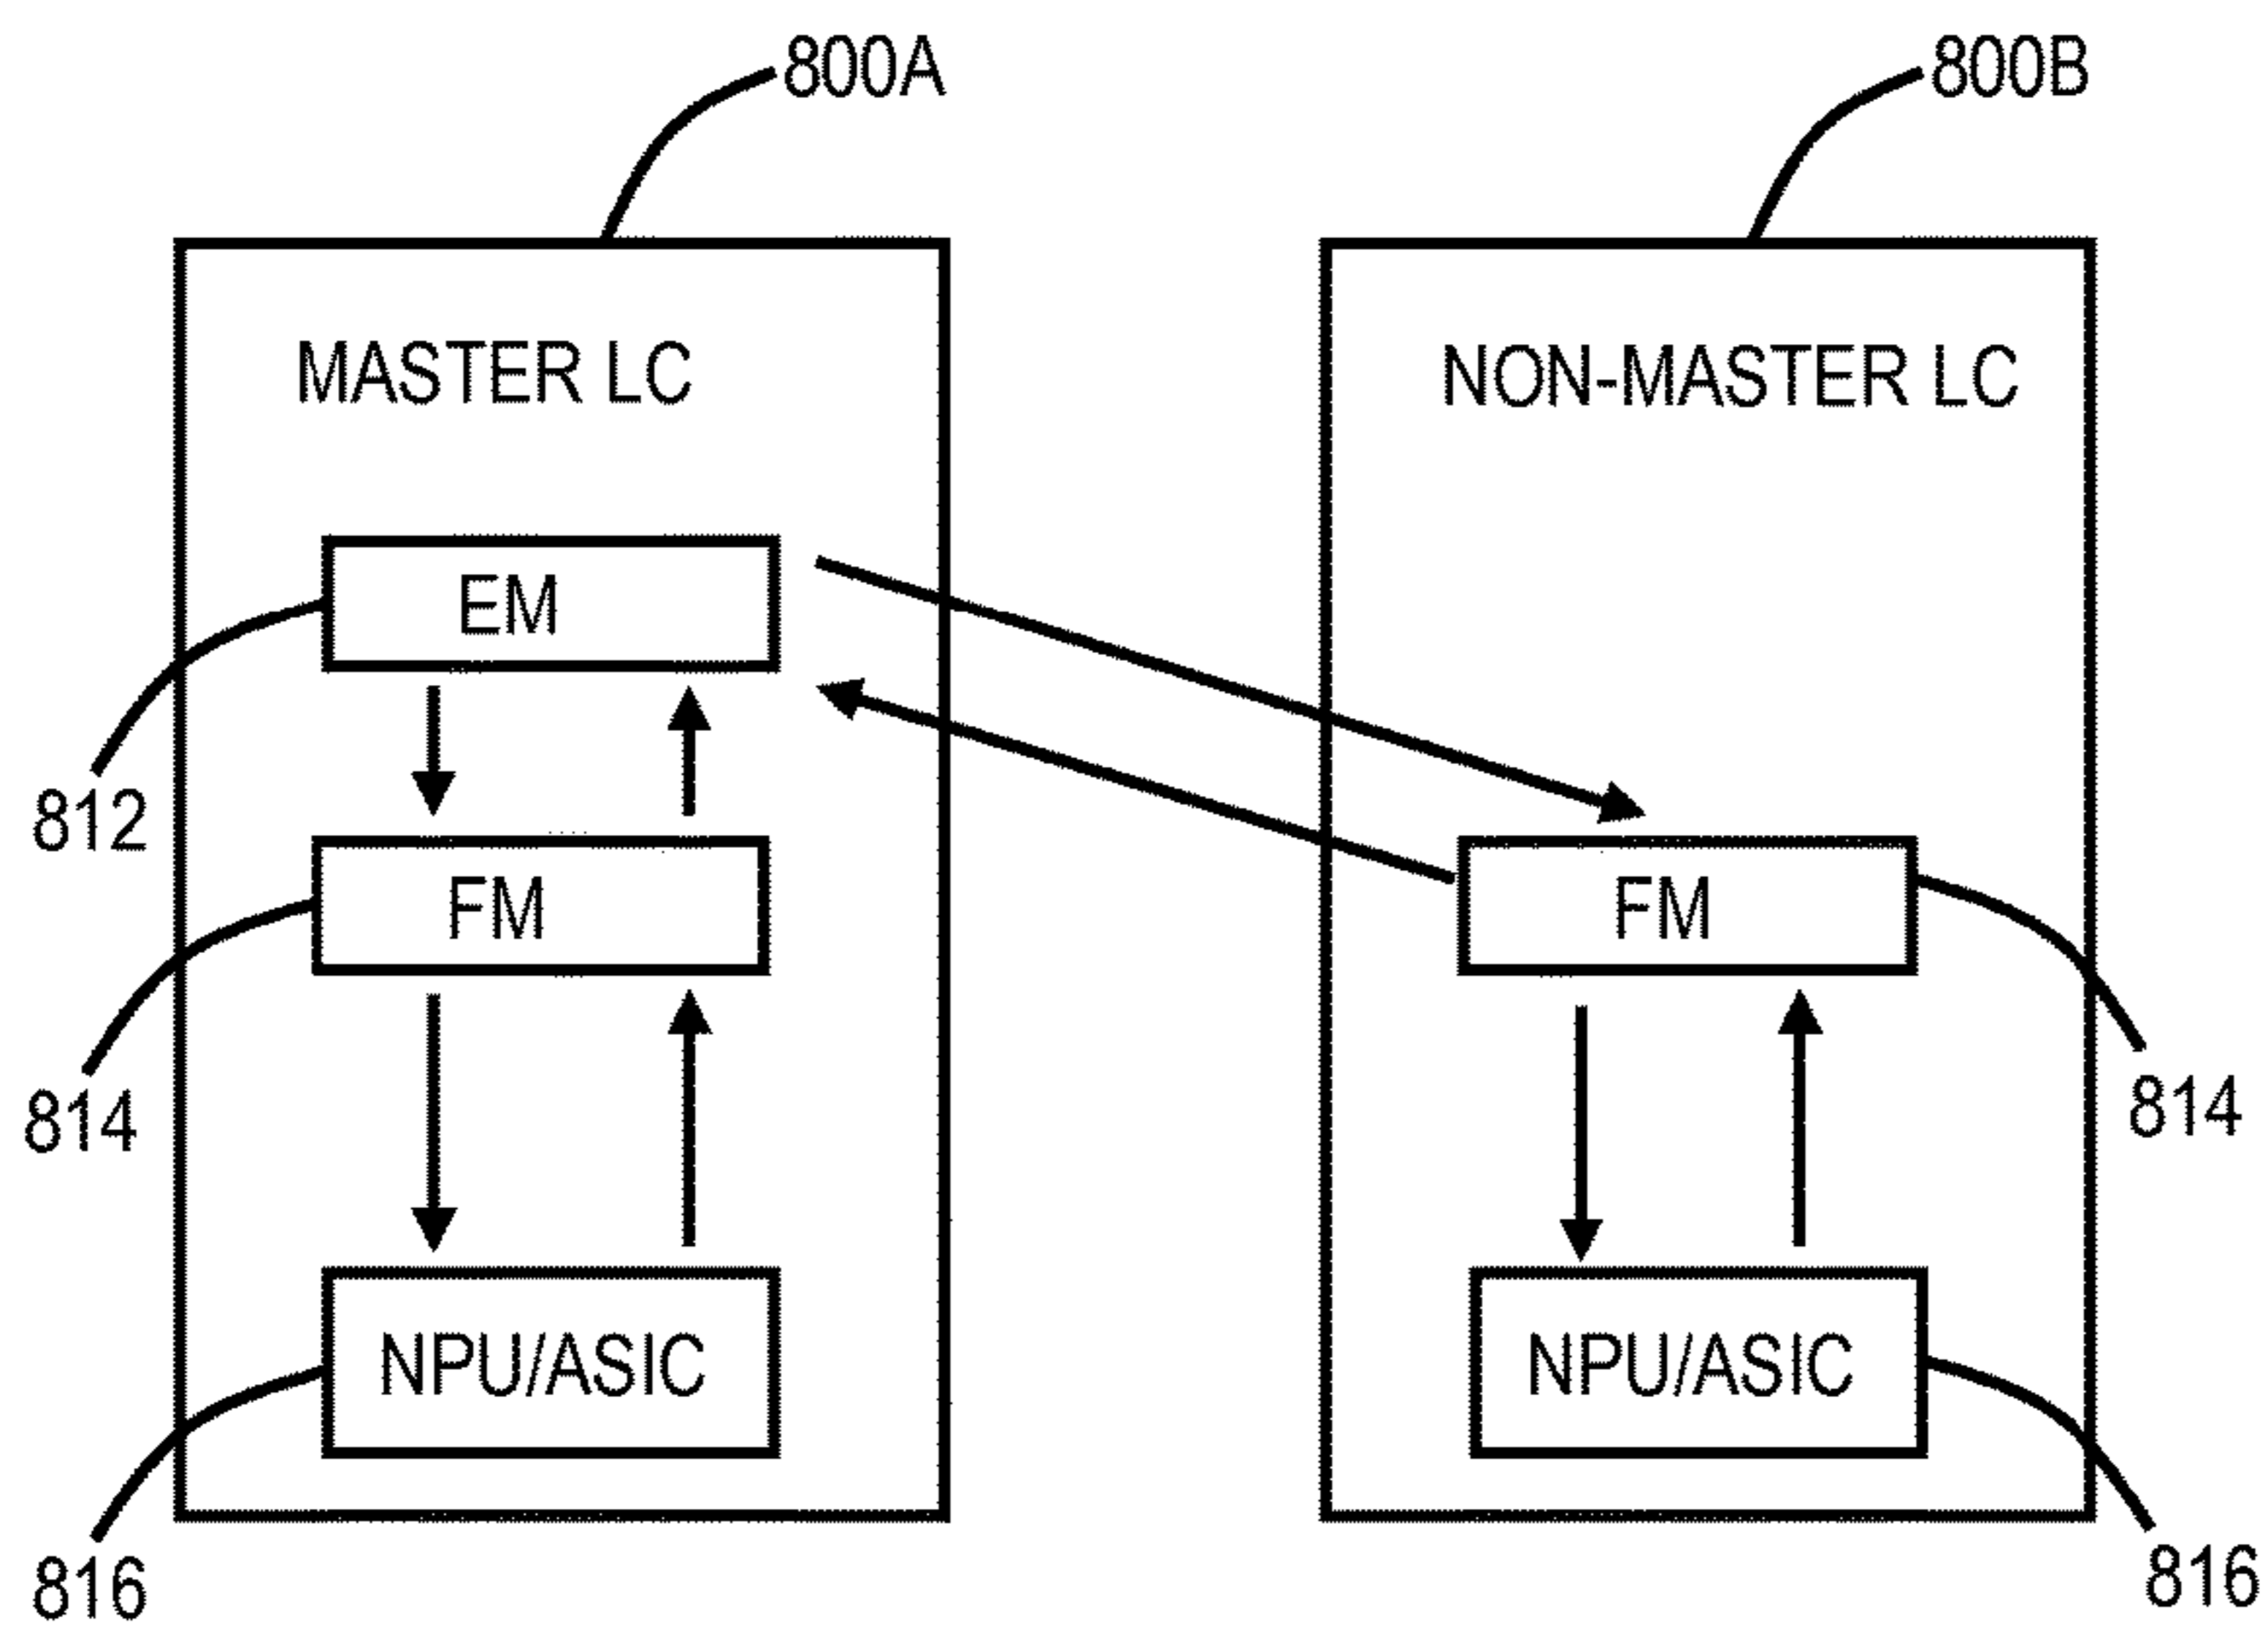 800A
800B
MASTER LC
NON-MASTER LC
EM
812
FM
FM
814
814
NPU/ASIC
NPU/ASIC
816
816